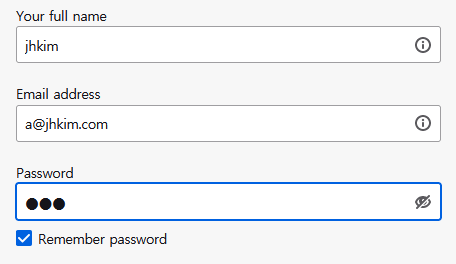 Your full name
jhkim
Email address
a@jhkim.com
Password
●●●
Remember password